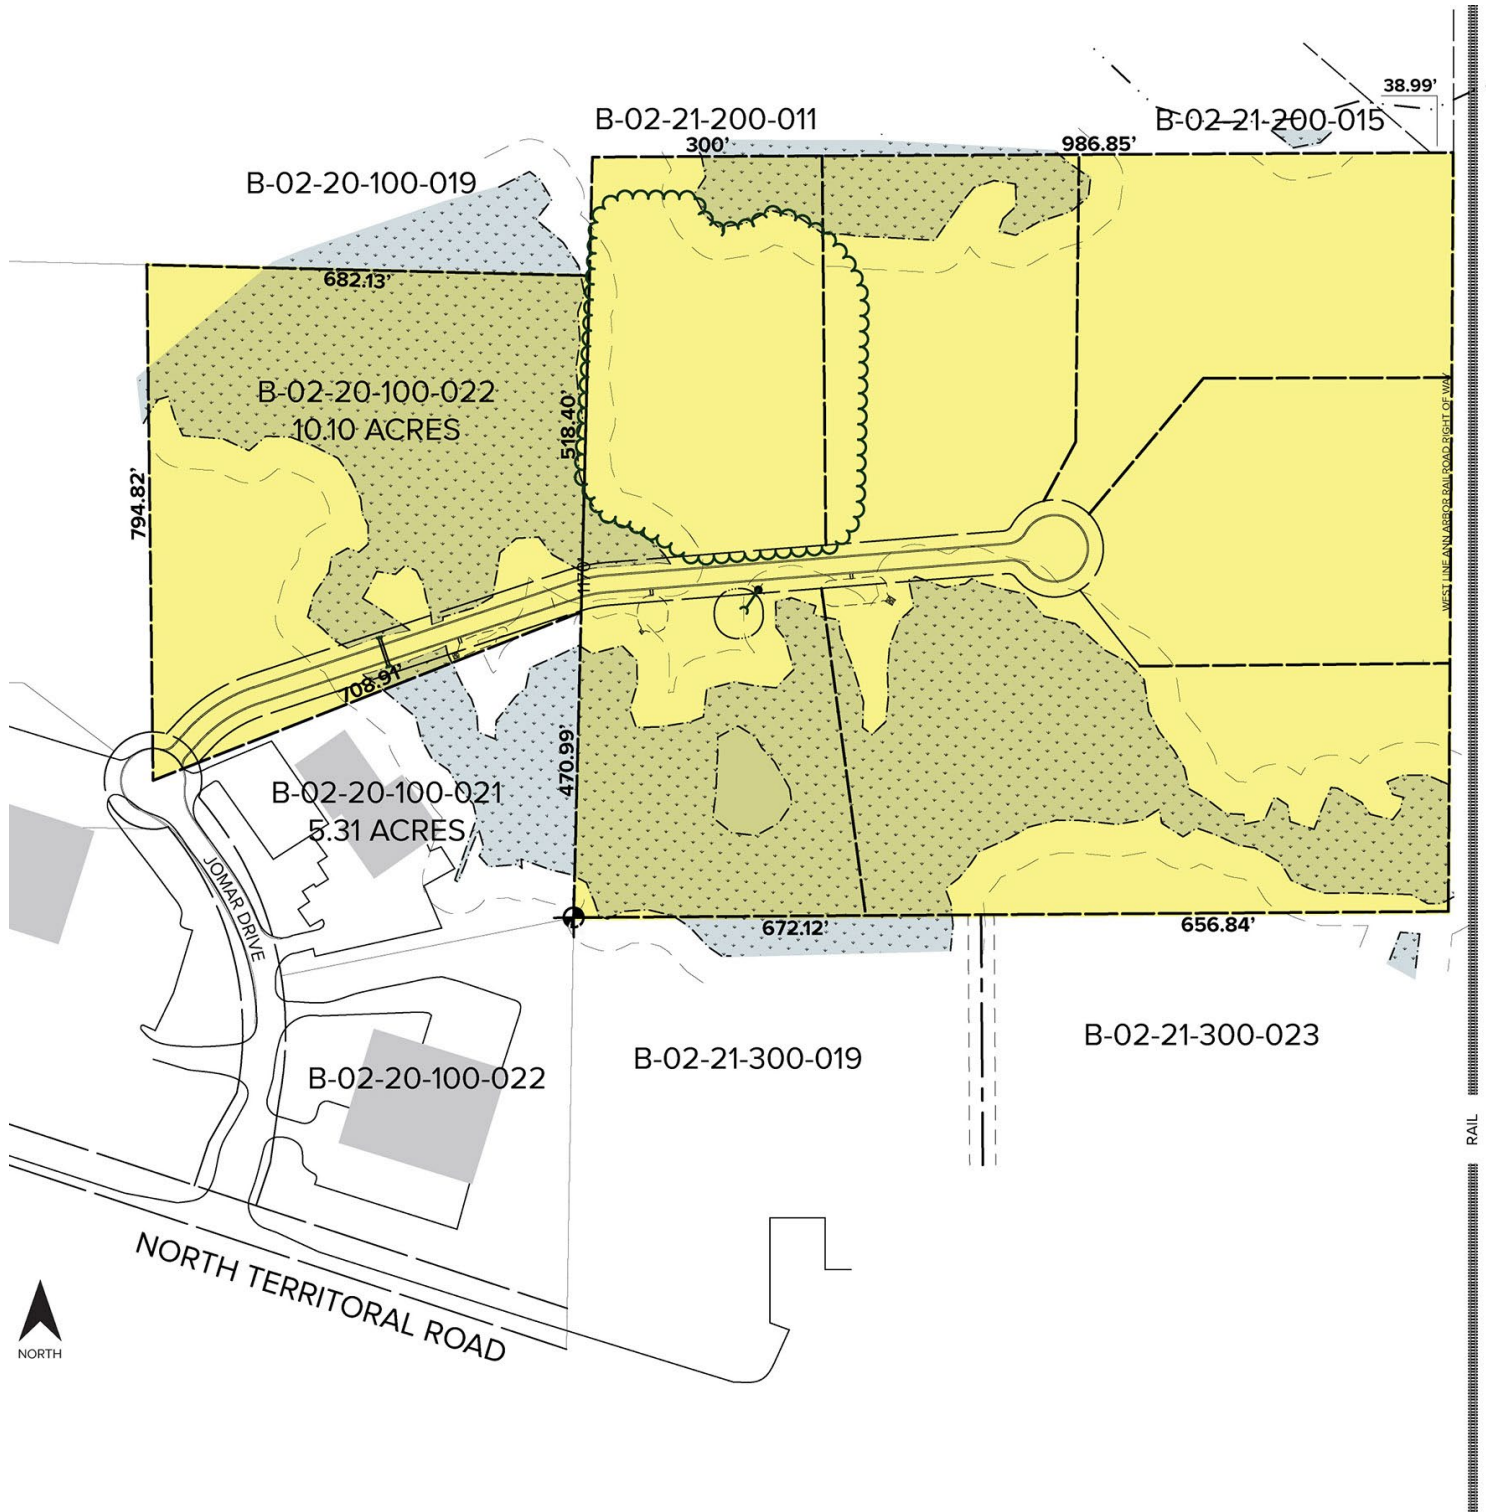 38.99’
B-02-21-200-011
B-02-21-200-015
300’
986.85’
B-02-20-100-019
682.13’
B-02-20-100-022
10.10 ACRES
518.40’
794.82’
WEST LINE ANN ARBOR RAILROAD RIGHT OF WAY
708.91’
470.99’
B-02-20-100-021
5.31 ACRES
JOMAR DRIVE
672.12’
656.84’
B-02-21-300-023
B-02-21-300-019
B-02-20-100-022
RAIL
NORTH TERRITORAL ROAD
NORTH